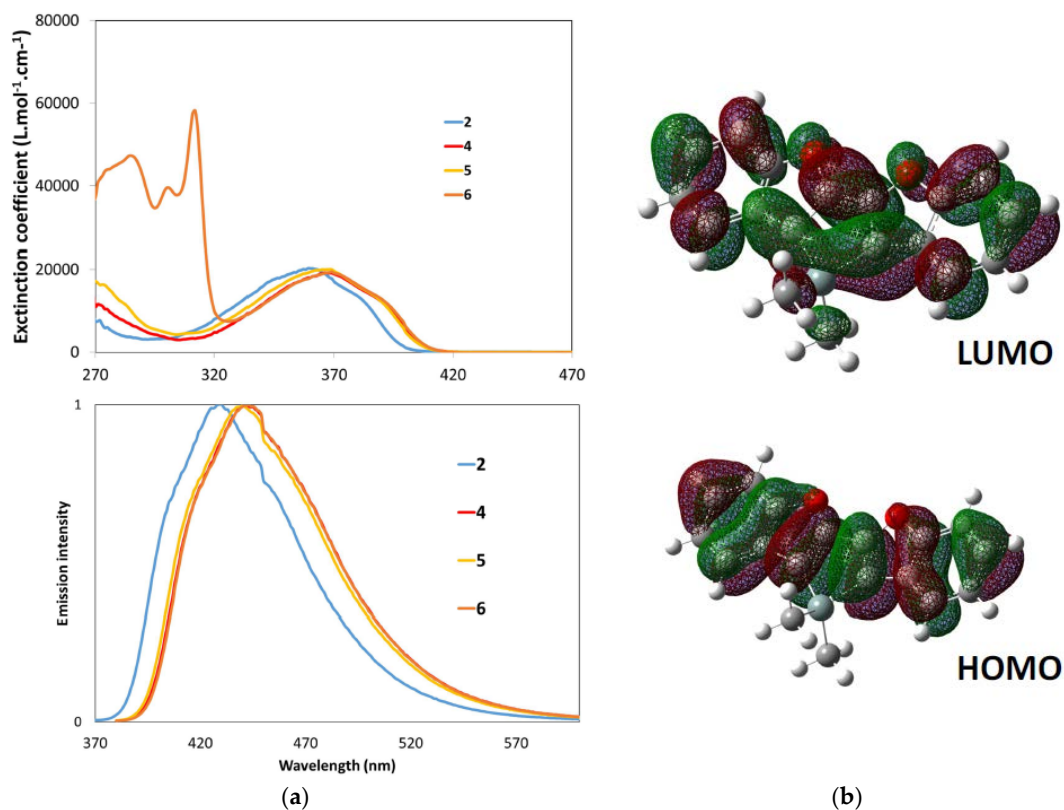 Exctinction coefficient (L.mol-1.cm-1)
80000
60000
40000
20000
0
2
4
5
6
270 320 370 420 470
LUMO
Emission intensity
1
0
2
4
5
6
370 420 470 520 570
Wavelength (nm)
HOMO
(a) (b)